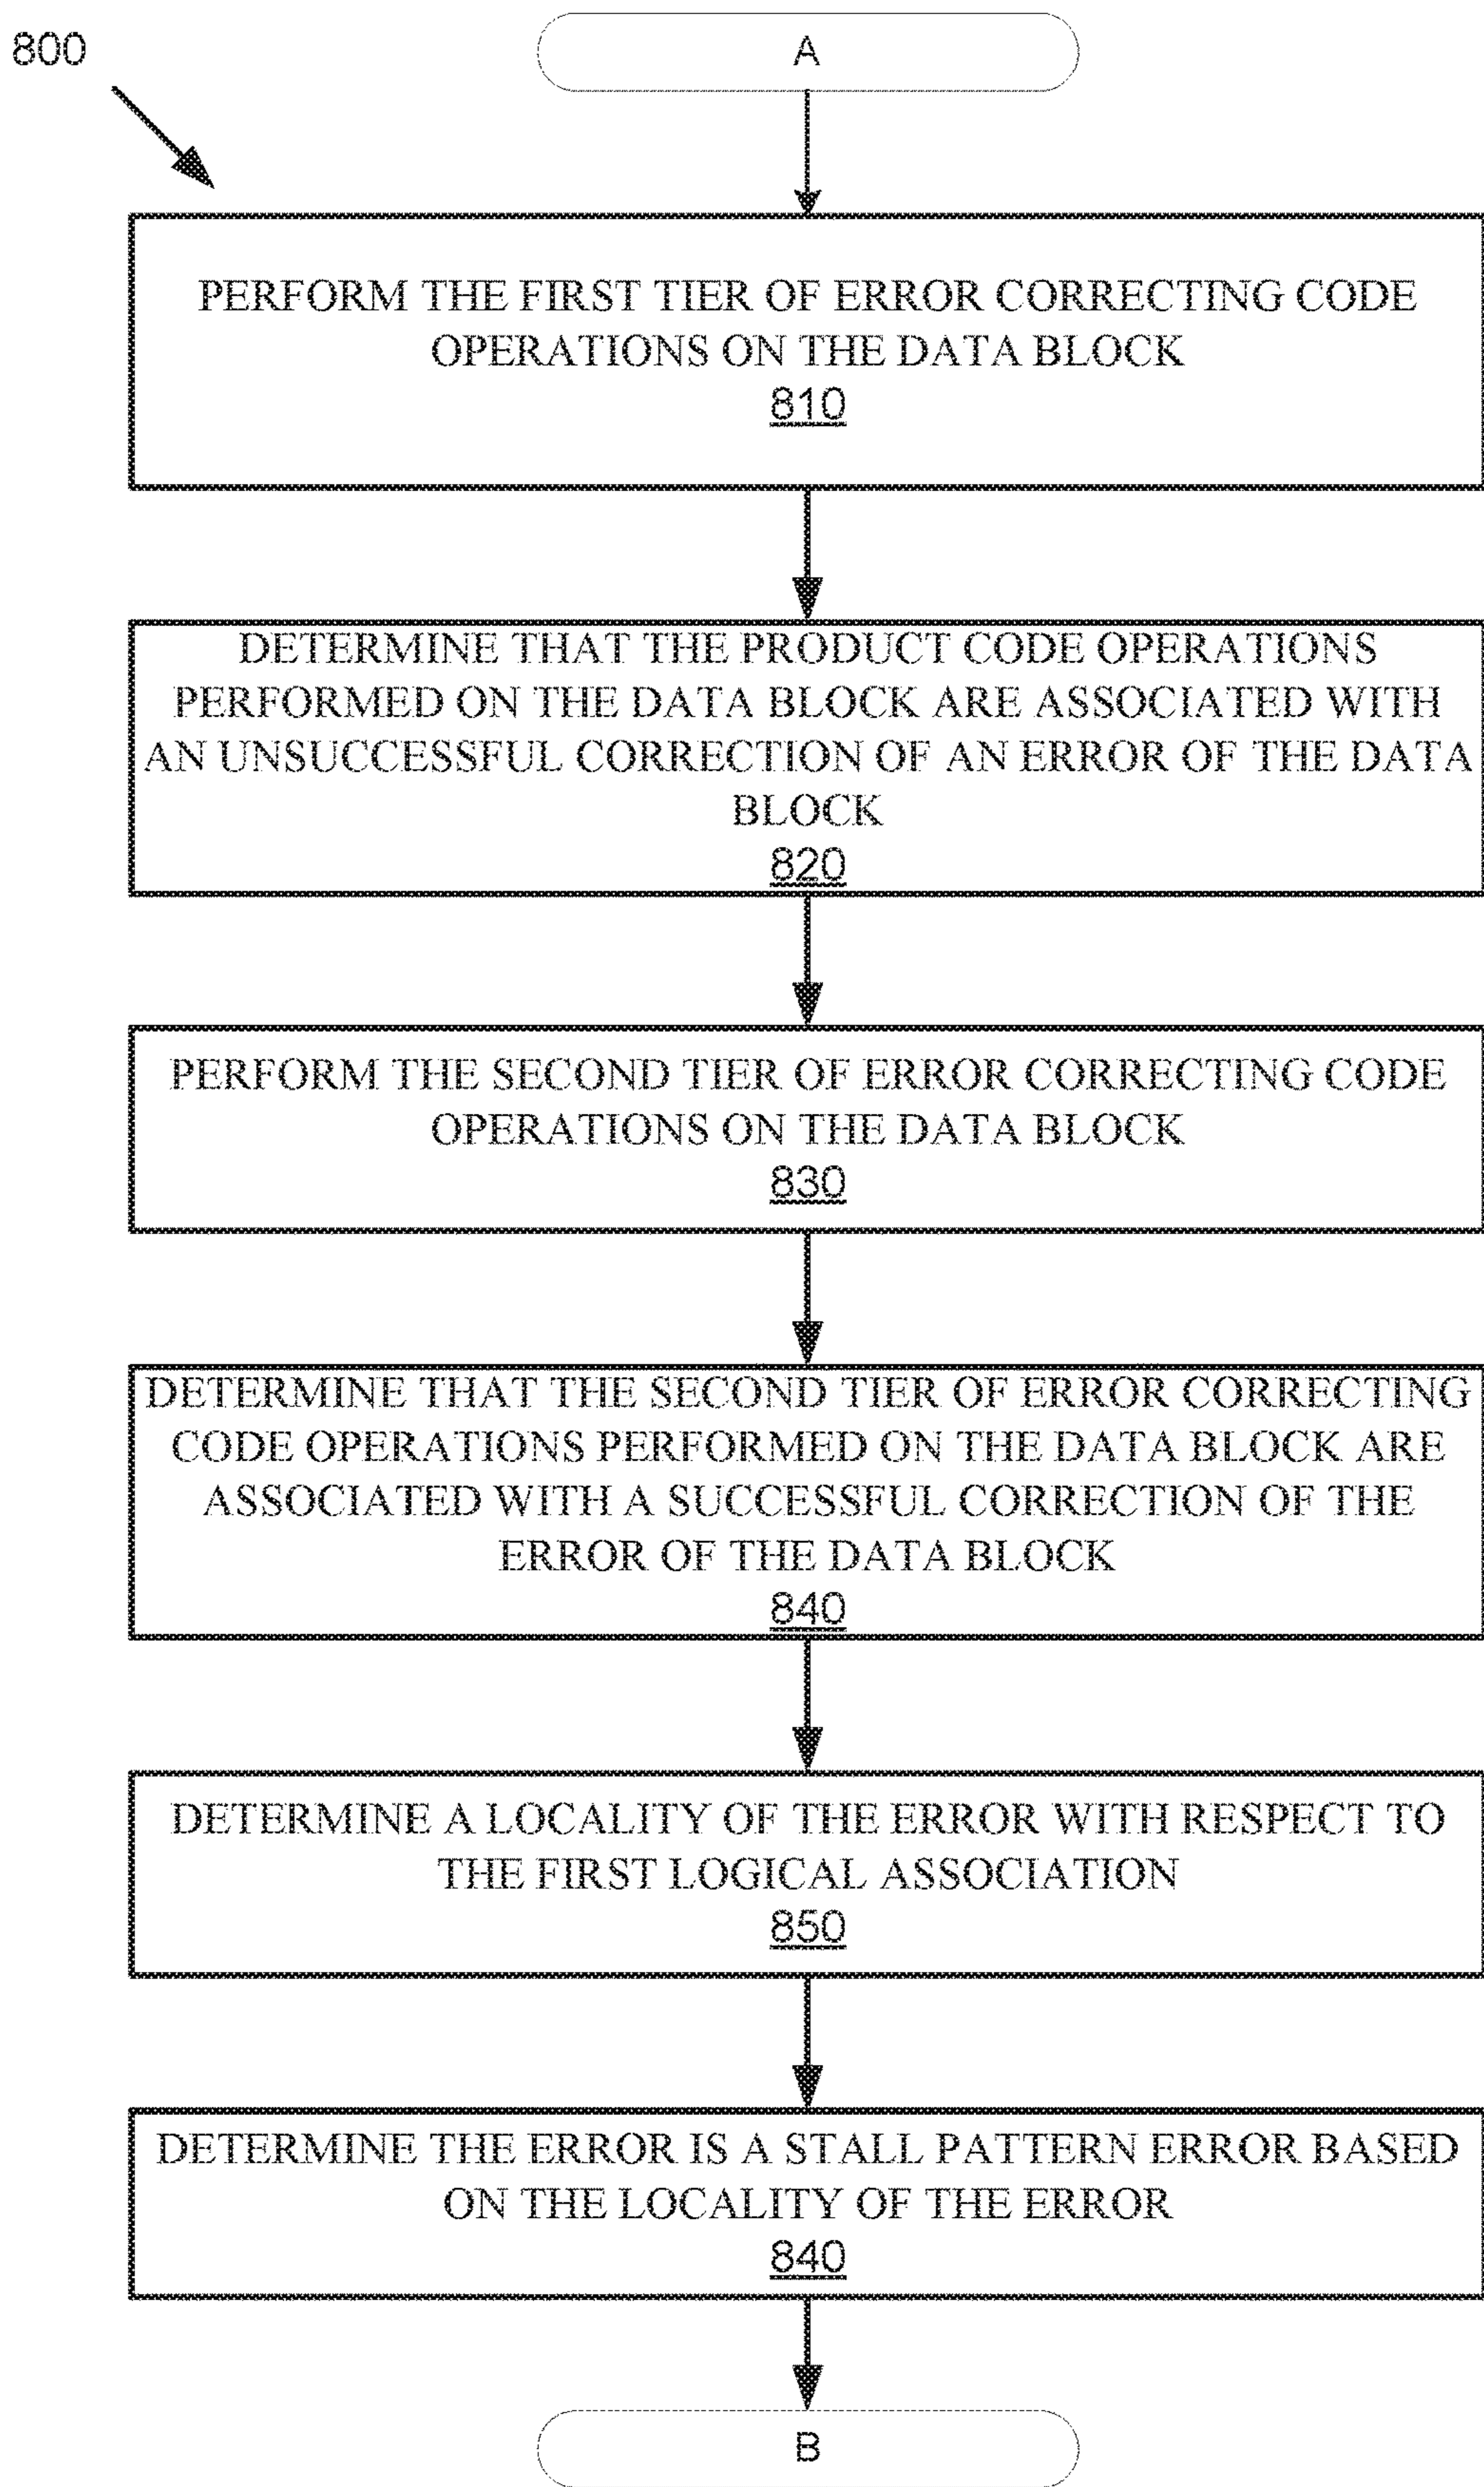 800
A
PERFORM THE FIRST TIER OF ERROR CORRECTING CODE
OPERATIONS ON THE DATA BLOCK
810
DETERMINE THAT THE PRODUCT CODE OPERATIONS
PERFORMED ON THE DATA BLOCK ARE ASSOCIATED WITH
AN UNSUCCESSFUL CORRECTION OF AN ERROR OF THE DATA
BLOCK
820
PERFORM THE SECOND TIER OF ERROR CORRECTING CODE
OPERATIONS ON THE DATA BLOCK
830
DETERMINE THAT THE SECOND TIER OF ERROR CORRECTING
CODE OPERATIONS PERFORMED ON THE DATA BLOCK ARE
ASSOCIATED WITH A SUCCESSFUL CORRECTION OF THE
ERROR OF THE DATA BLOCK
840
DETERMINE A LOCALITY OF THE ERROR WITH RESPECT TO
THE FIRST LOGICAL ASSOCIATION
850
DETERMINE THE ERROR IS A STALL PATTERN ERROR BASED
ON THE LOCALITY OF THE ERROR
840
B